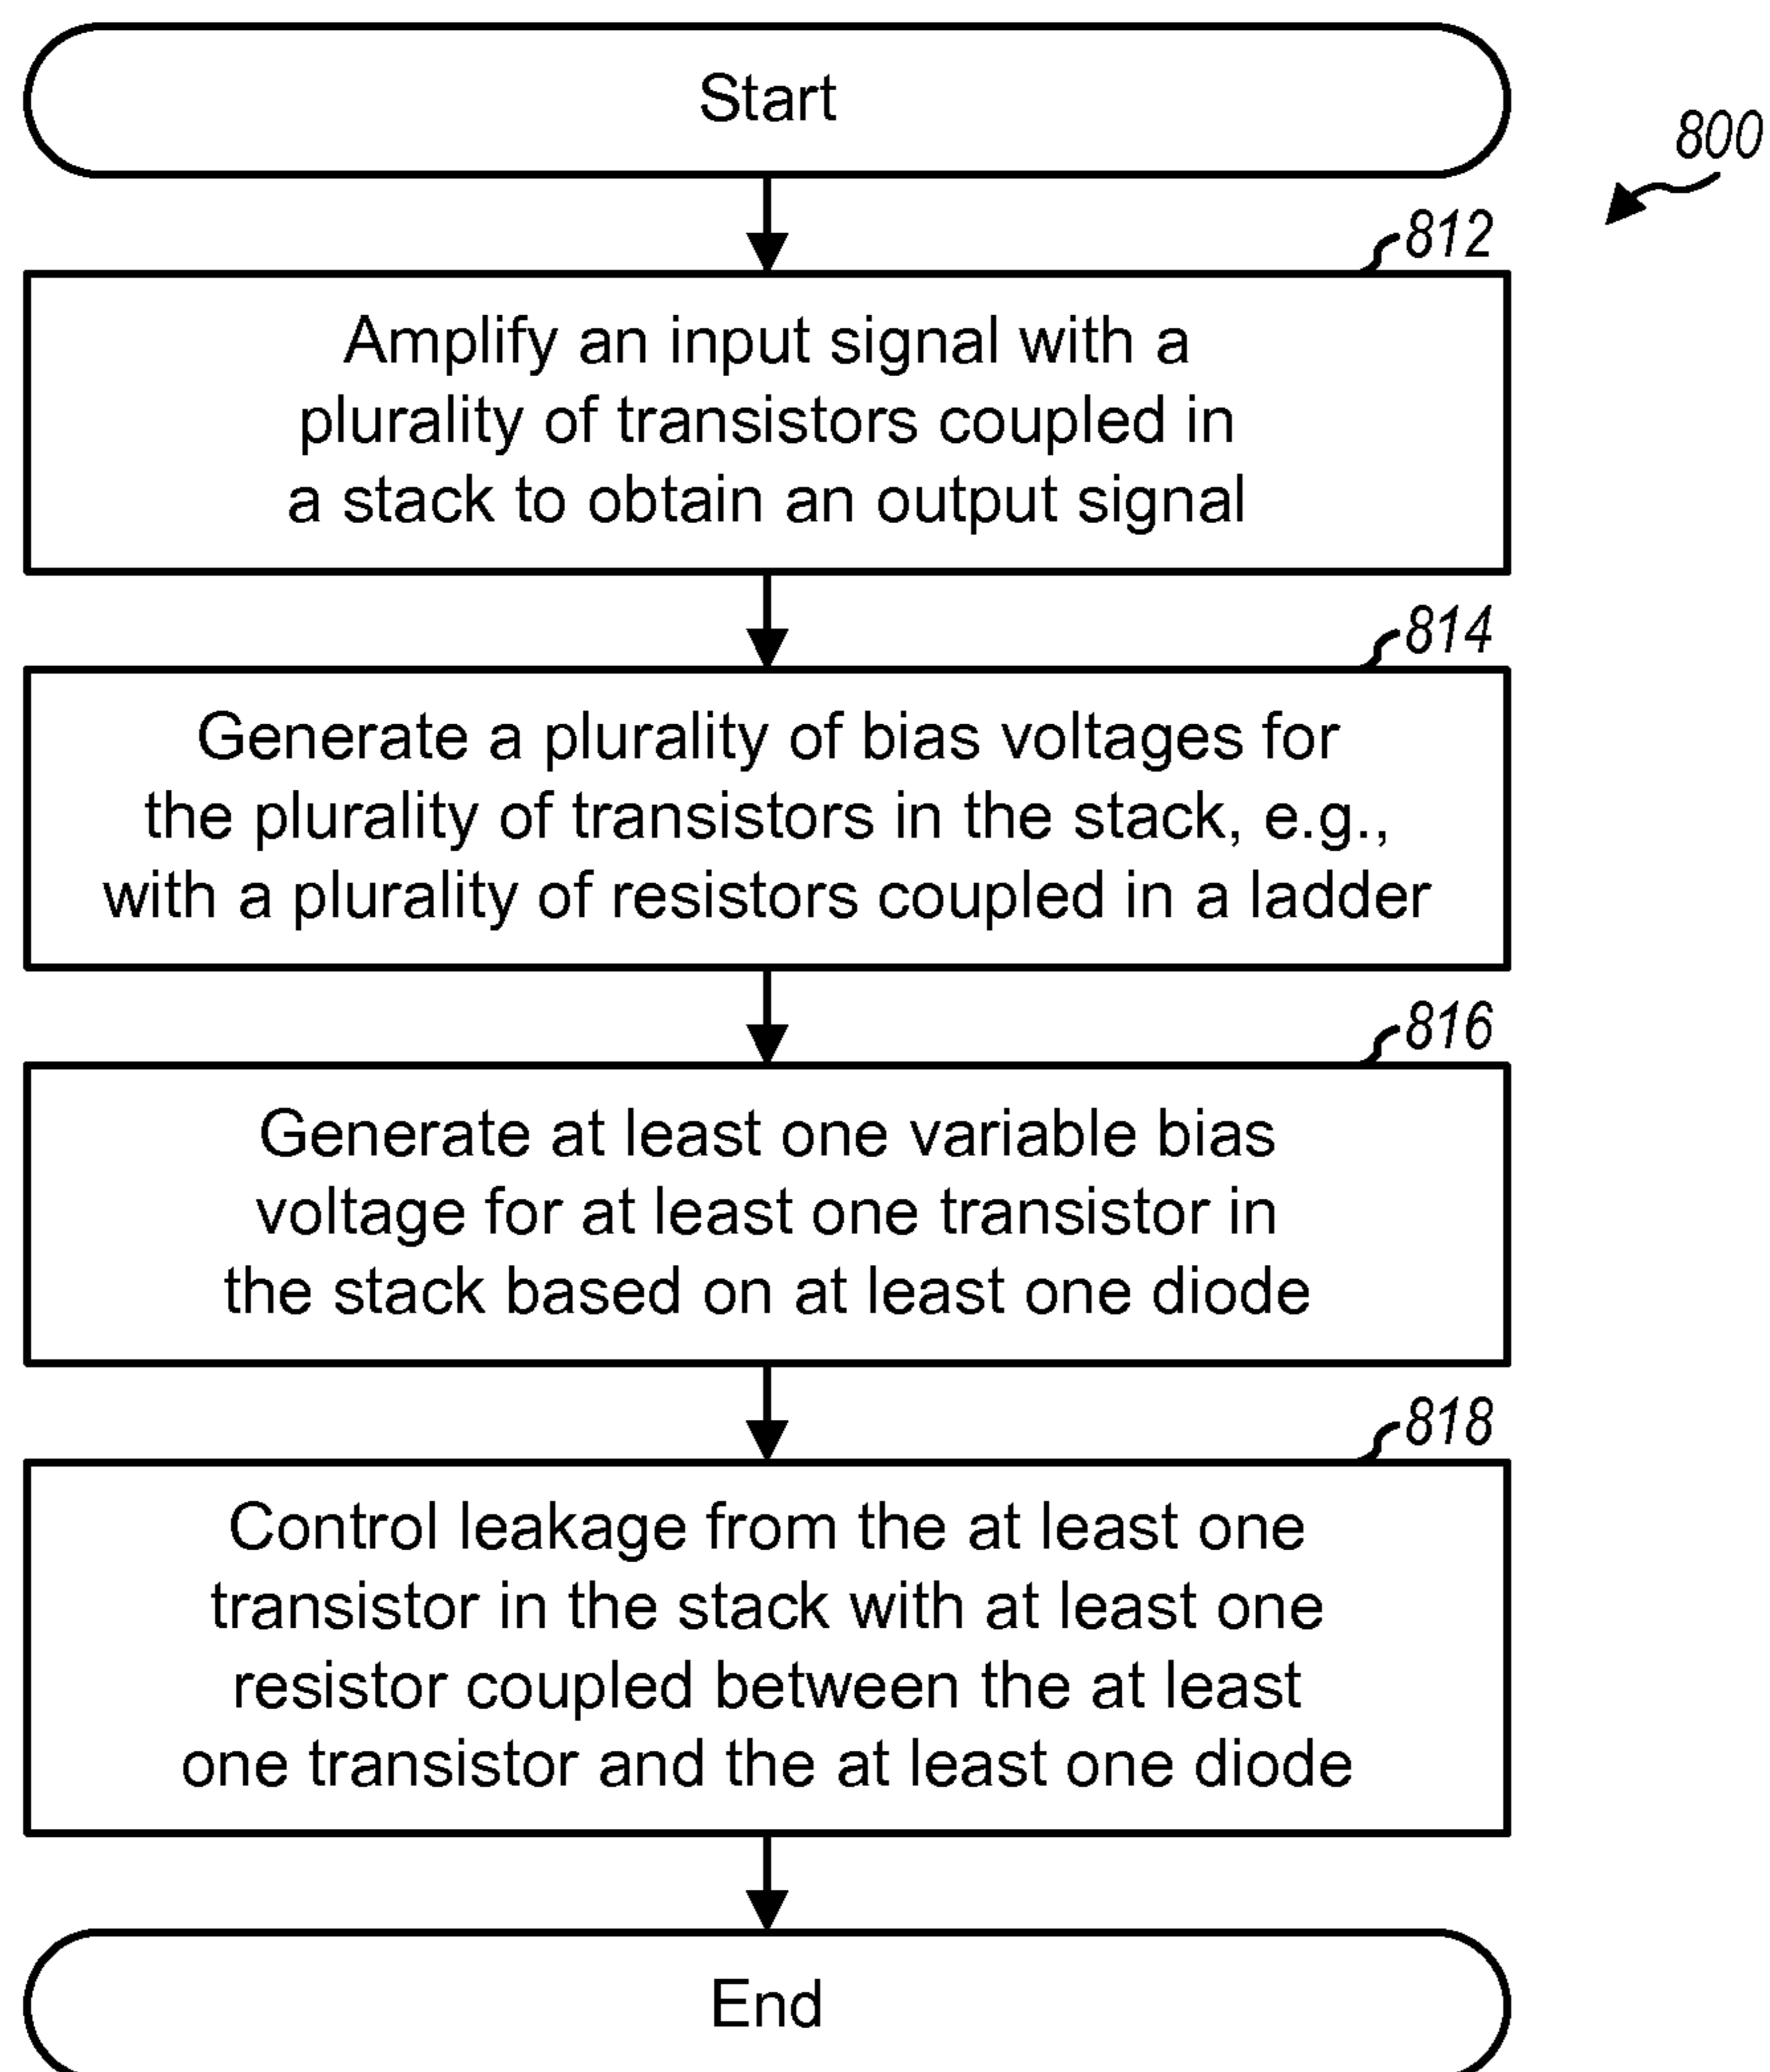 Start
800
812
Amplify an input signal with a
plurality of transistors coupled in
a stack to obtain an output signal
814
Generate a plurality of bias voltages for
the plurality of transistors in the stack, e.g.,
with a plurality of resistors coupled in a ladder
816
Generate at least one variable bias
voltage for at least one transistor in
the stack based on at least one diode
818
Control leakage from the at least one
transistor in the stack with at least one
resistor coupled between the at least
one transistor and the at least one diode
End